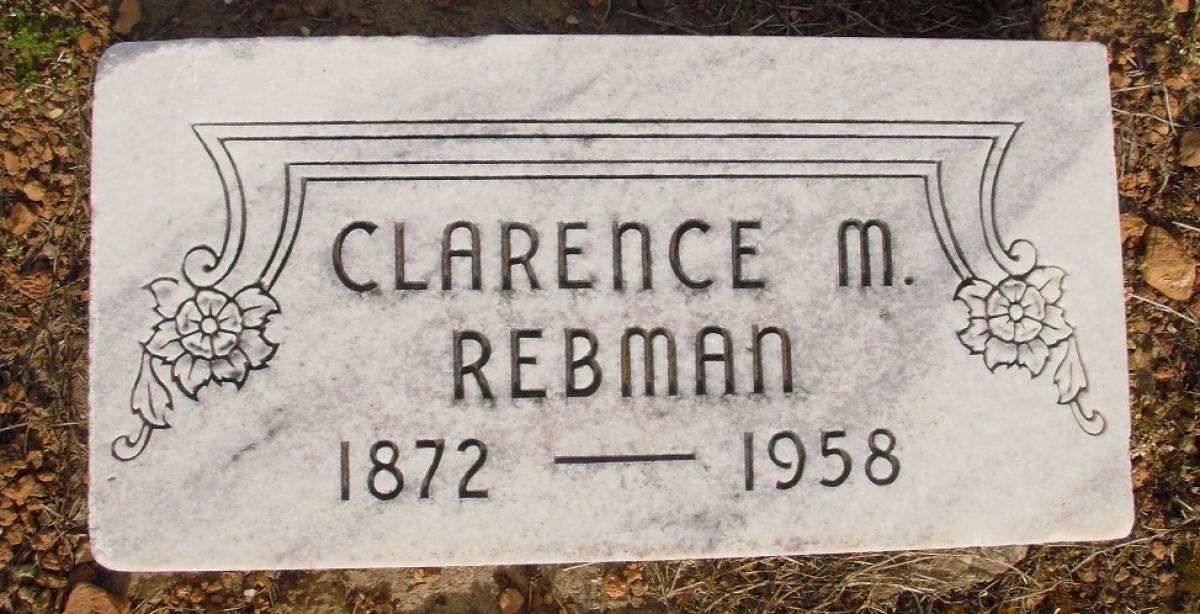 CLARENCE M.
REBMAN
1872 — 1958